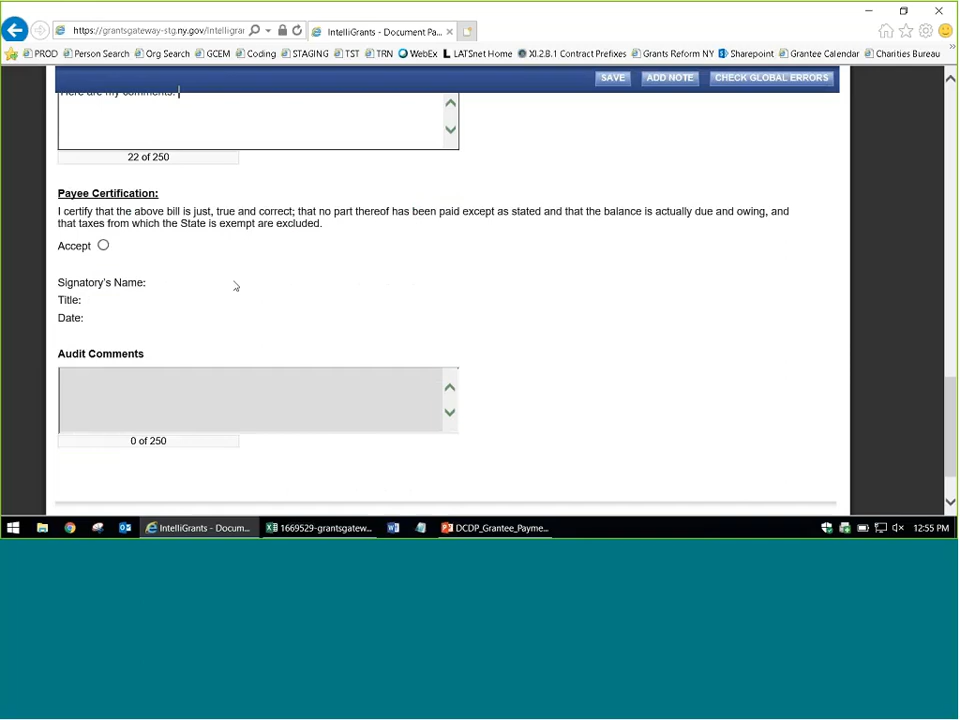 https://grantsgateway-stg.ny.gov/Intelligrar
IntelliGrants - Document Pa...
PROD Person Search Org Search GCEM Coding STAGING TST TRN WebEx LATSnet Home XI.2.8.1 Contract Prefixes Grants Reform NY Sharepoint Grantee Calendar Charities Bureau
SAVE ADD NOTE CHECK GLOBAL ERRORS
Here are my comments.
22 of 250
Payee Certification:
I certify that the above bill is just, true and correct; that no part thereof has been paid except as stated and that the balance is actually due and owing, and
that taxes from which the State is exempt are excluded.
Accept
Signatory's Name:
Title:
Date:
Audit Comments
0 of 250
IntelliGrants - Docum... 1669529-grantsgatew... DCDP_Grantee_Payme... 12:55 PM